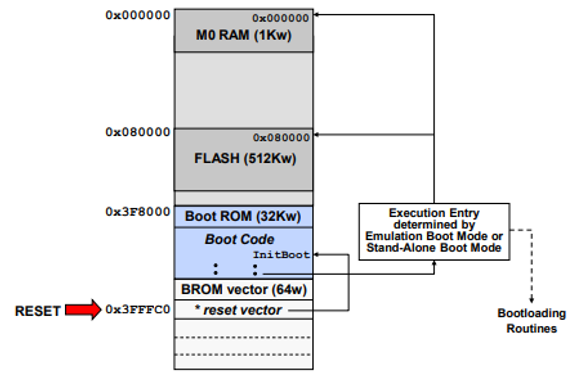 0x000000
0x000000
M0 RAM (1Kw)
0x080000
0x080000
FLASH (512Kw)
0x3F8000
Boot ROM (32Kw)
Boot Code
InitBoot
: :
BROM vector (64w)
RESET
0x3FFFC0
* reset vector
Execution Entry
determined by
Emulation Boot Mode or
Stand-Alone Boot Mode
Bootloading
Routines